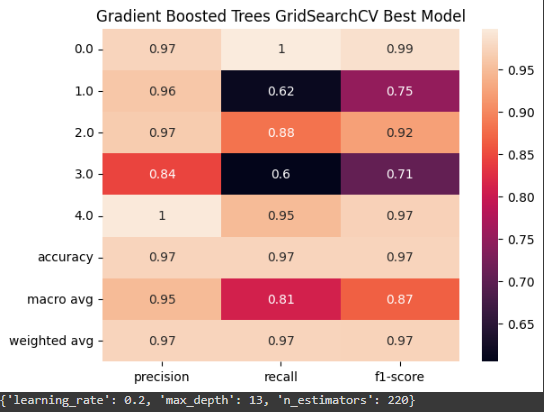 Gradient Boosted Trees GridSearchCV Best Model
0.0 0.97 1 0.99
1.0 0.96 0.62 0.75
2.0 0.97 0.88 0.92
3.0 0.84 0.6 0.71
4.0 1 0.95 0.97
accuracy 0.97 0.97 0.97
macro avg 0.95 0.81 0.87
weighted avg 0.97 0.97 0.97
precision recall f1-score
0.95
0.90
0.85
0.80
0.75
0.70
0.65
{'learning_rate': 0.2, 'max_depth': 13, 'n_estimators': 220}